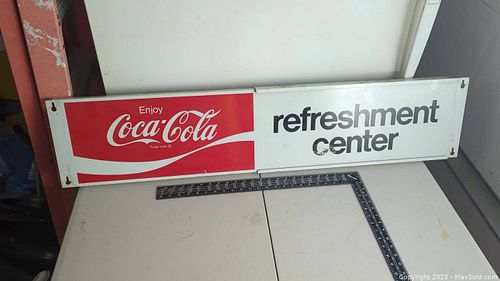 Enjoy
Coca-Cola
refreshment
center
Copyright 2023 - MaxSold.com